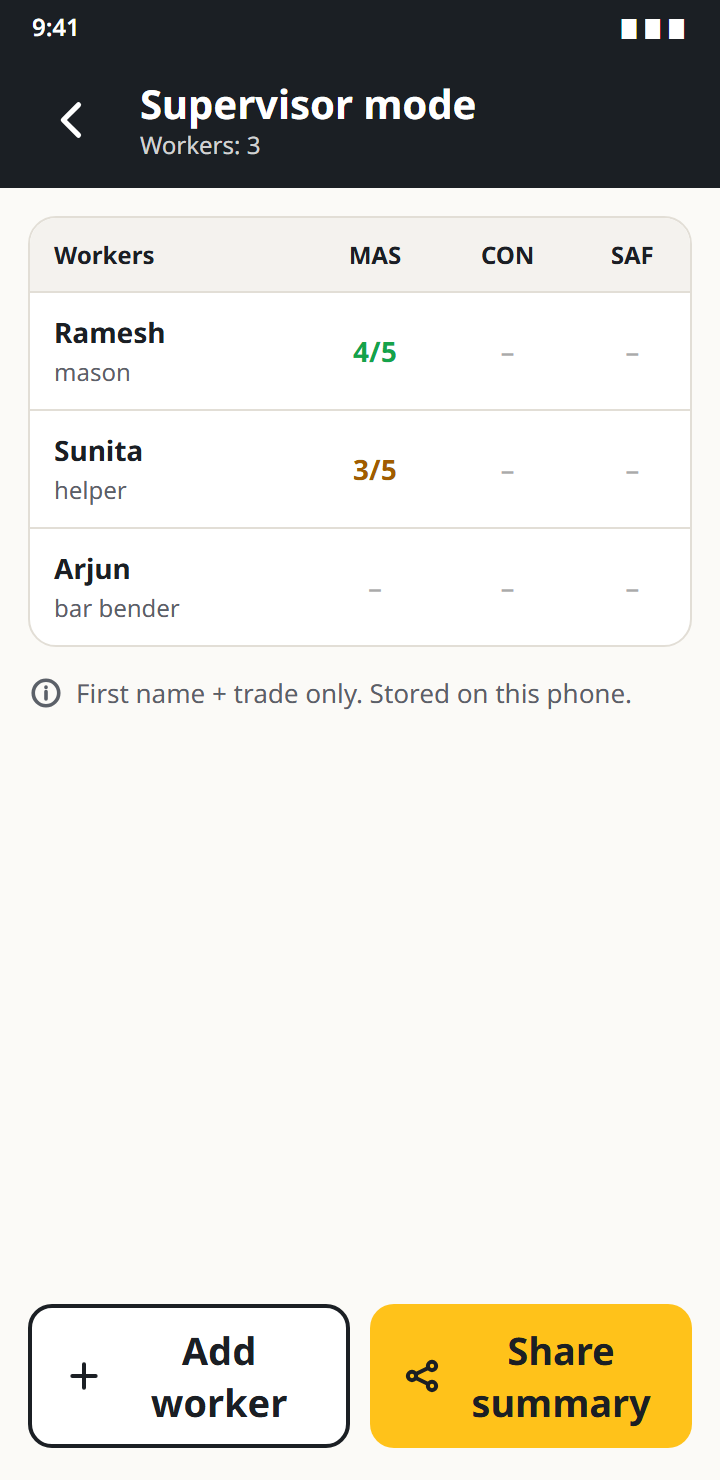 9:41
Supervisor mode
Workers: 3
Workers MAS CON SAF
Ramesh
mason
4/5 – –
Sunita
helper
3/5 – –
Arjun
bar bender
– – –
First name + trade only. Stored on this phone.
Add
worker
Share
summary